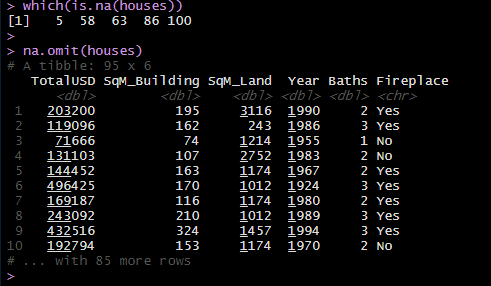 > which(is.na(houses))
[1]   5  58  63  86 100
>
> na.omit(houses)
# A tibble: 95 x 6
   TotalUSD SqM_Building SqM_Land  Year Baths Fireplace
      <dbl>        <dbl>    <dbl> <dbl> <dbl> <chr>
 1   203200          195     3116  1990     2 Yes
 2   119096          162      243  1986     3 Yes
 3    71666           74     1214  1955     1 No
 4   131103          107     2752  1983     2 No
 5   144452          163     1174  1967     2 Yes
 6   496425          170     1012  1924     3 Yes
 7   169187          116     1174  1980     2 Yes
 8   243092          210     1012  1989     3 Yes
 9   432516          324     1457  1994     3 Yes
10   192794          153     1174  1970     2 No
# ... with 85 more rows
>